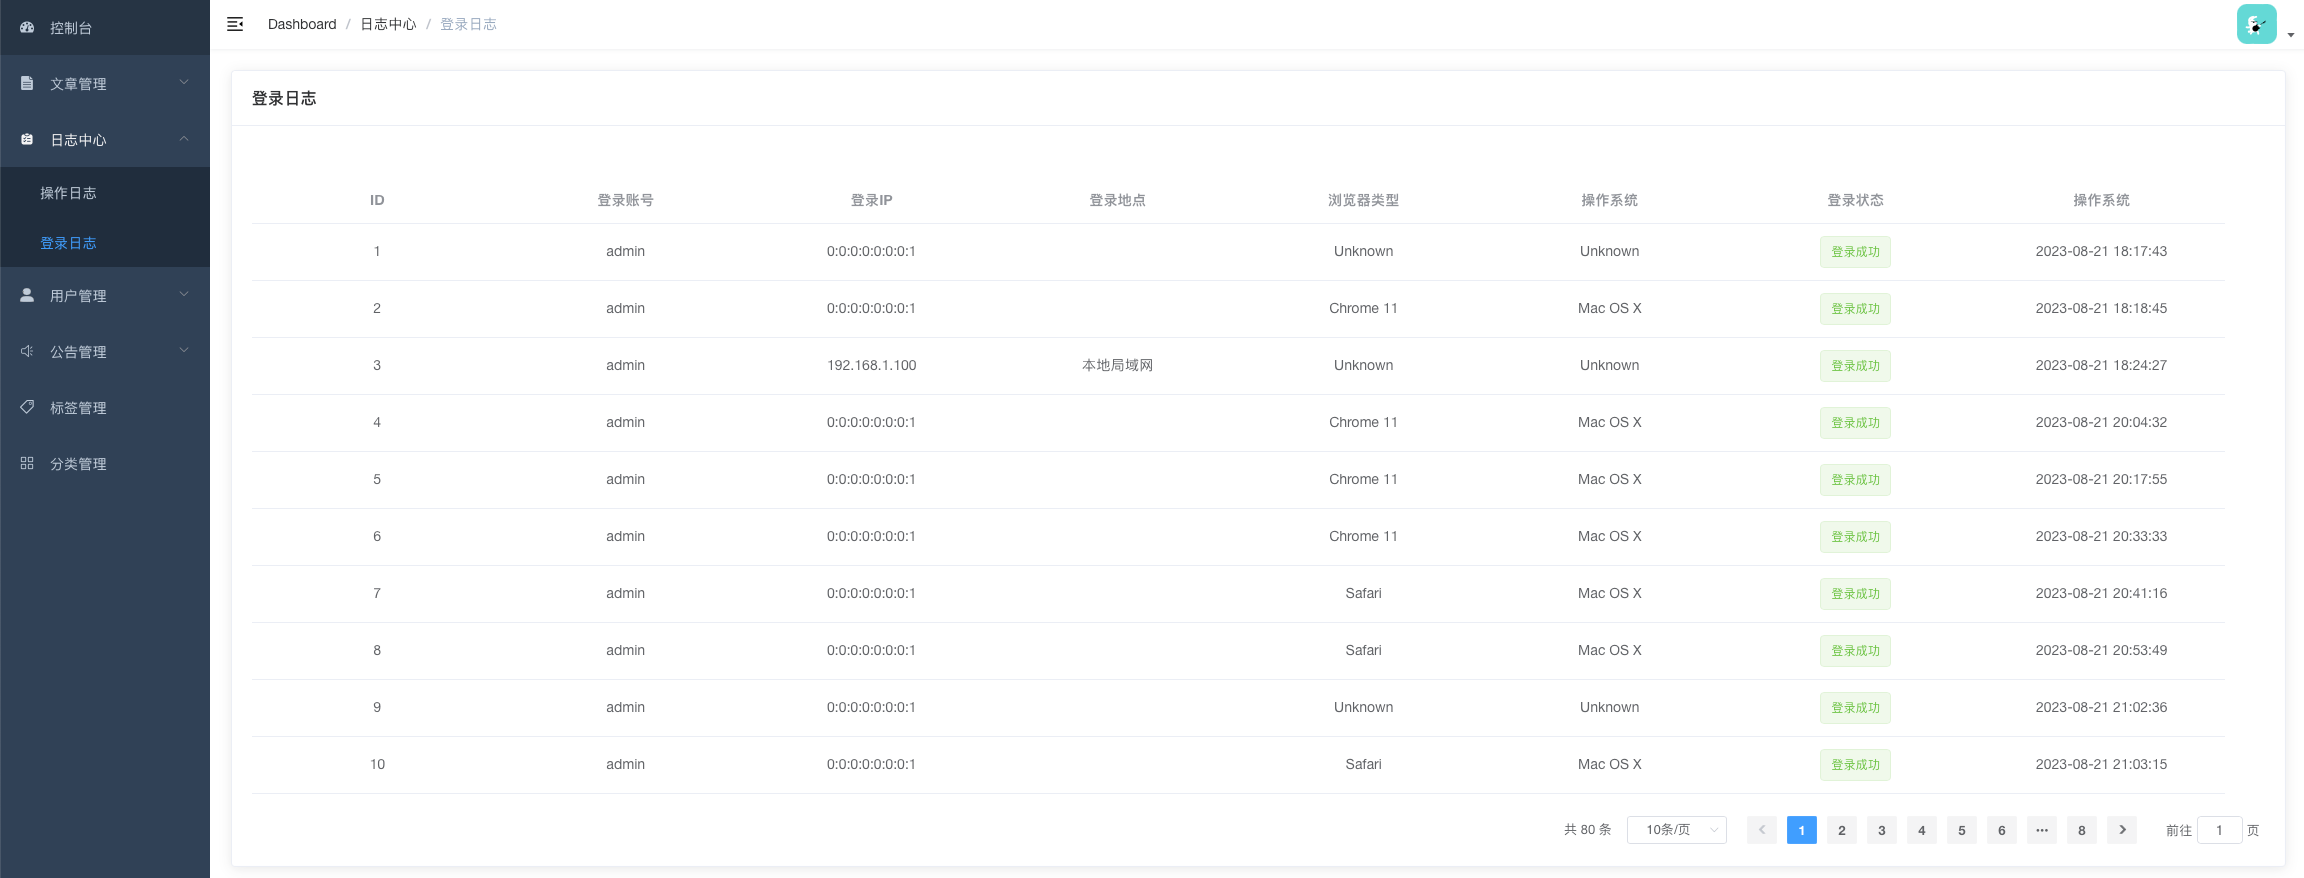 控制台
文章管理
日志中心
操作日志
登录日志
用户管理
公告管理
标签管理
分类管理
Dashboard / 日志中心 / 登录日志
登录日志
ID 登录账号 登录IP 登录地点 浏览器类型 操作系统 登录状态 操作系统
1 admin 0:0:0:0:0:0:0:1 Unknown Unknown 登录成功 2023-08-21 18:17:43
2 admin 0:0:0:0:0:0:0:1 Chrome 11 Mac OS X 登录成功 2023-08-21 18:18:45
3 admin 192.168.1.100 本地局域网 Unknown Unknown 登录成功 2023-08-21 18:24:27
4 admin 0:0:0:0:0:0:0:1 Chrome 11 Mac OS X 登录成功 2023-08-21 20:04:32
5 admin 0:0:0:0:0:0:0:1 Chrome 11 Mac OS X 登录成功 2023-08-21 20:17:55
6 admin 0:0:0:0:0:0:0:1 Chrome 11 Mac OS X 登录成功 2023-08-21 20:33:33
7 admin 0:0:0:0:0:0:0:1 Safari Mac OS X 登录成功 2023-08-21 20:41:16
8 admin 0:0:0:0:0:0:0:1 Safari Mac OS X 登录成功 2023-08-21 20:53:49
9 admin 0:0:0:0:0:0:0:1 Unknown Unknown 登录成功 2023-08-21 21:02:36
10 admin 0:0:0:0:0:0:0:1 Safari Mac OS X 登录成功 2023-08-21 21:03:15
共 80 条 10条/页 1 2 3 4 5 6 ··· 8 前往 1 页